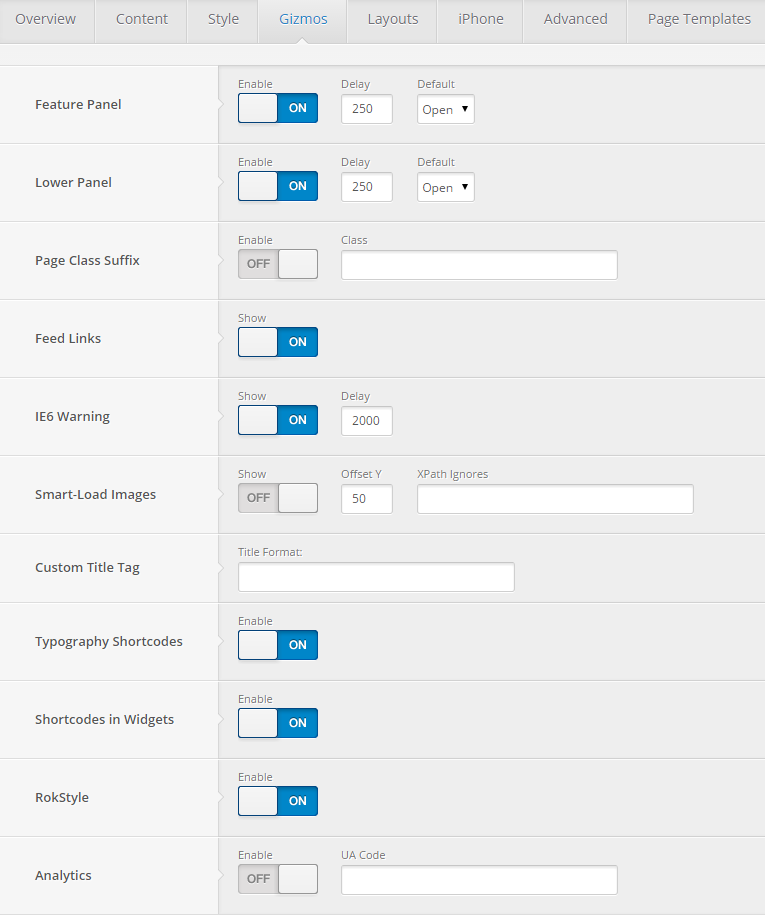 Overview Content Style Gizmos Layouts iPhone Advanced Page Templates
Enable Delay Default
Feature Panel ON 250 Open
Enable Delay Default
Lower Panel ON 250 Open
Enable Class
Page Class Suffix OFF
Show
Feed Links ON
Show Delay
IE6 Warning ON 2000
Show Offset Y XPath Ignores
Smart-Load Images OFF 50
Title Format:
Custom Title Tag
Enable
Typography Shortcodes ON
Enable
Shortcodes in Widgets ON
Enable
RokStyle ON
Enable UA Code
Analytics OFF